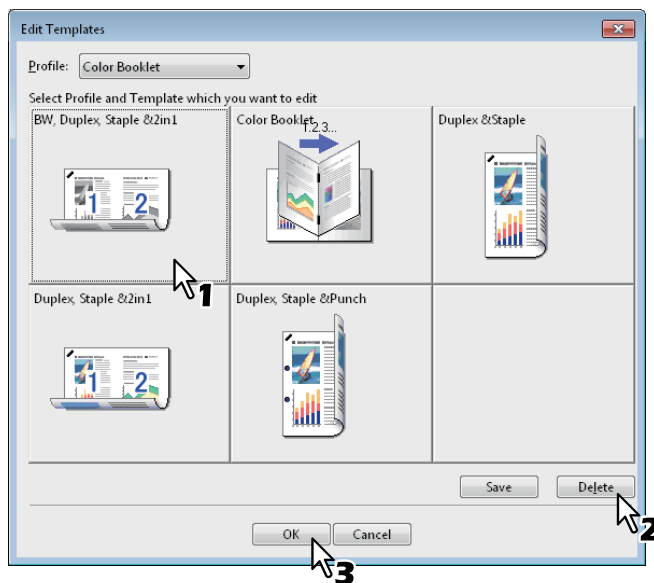 Edit Templates
Profile: Color Booklet
Select Profile and Template which you want to edit
BW, Duplex, Staple &2in1
Color Booklet
Duplex &Staple
1.2.3...
1 2
1
Duplex, Staple &2in1
Duplex, Staple &Punch
1 2
Save
Delete
2
OK
Cancel
3